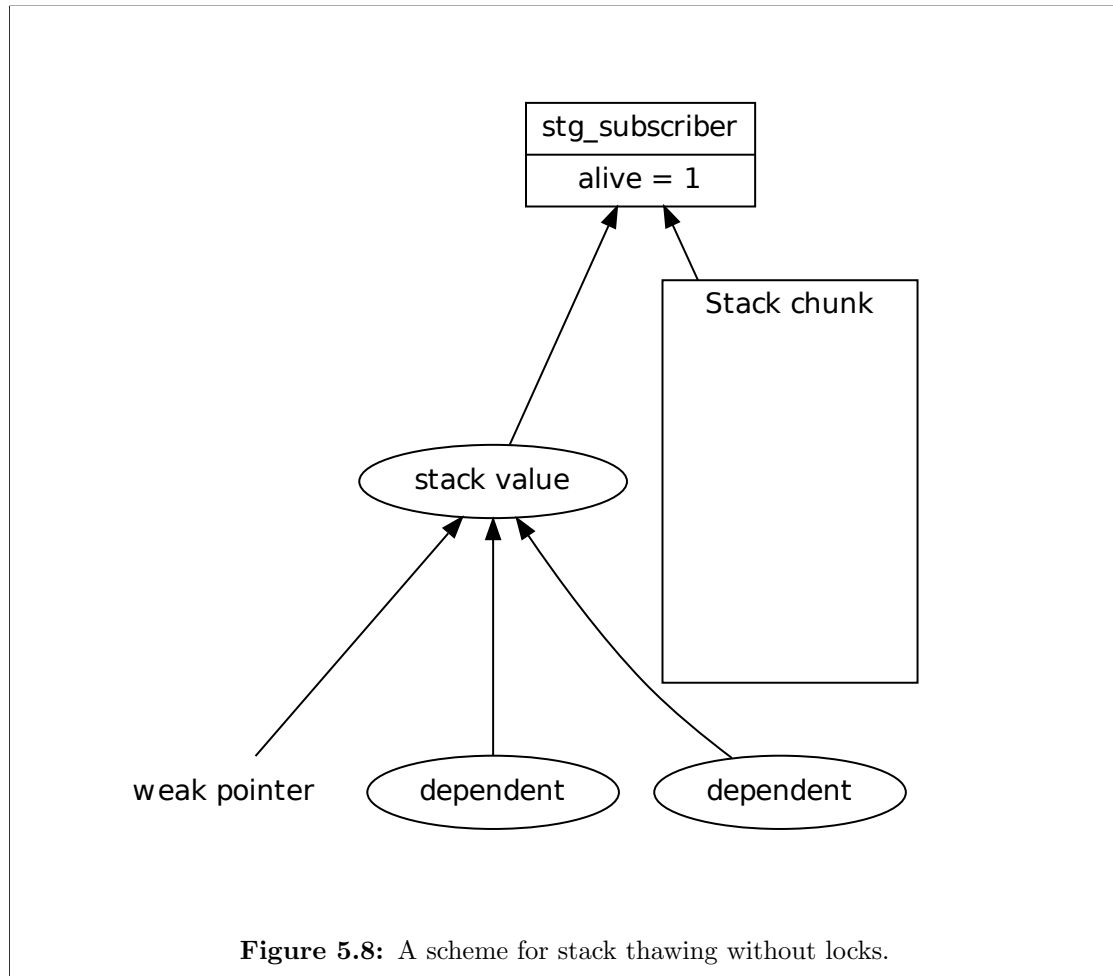 stg_subscriber
alive = 1
Stack chunk
stack value
weak pointer
dependent
dependent
Figure 5.8: A scheme for stack thawing without locks.